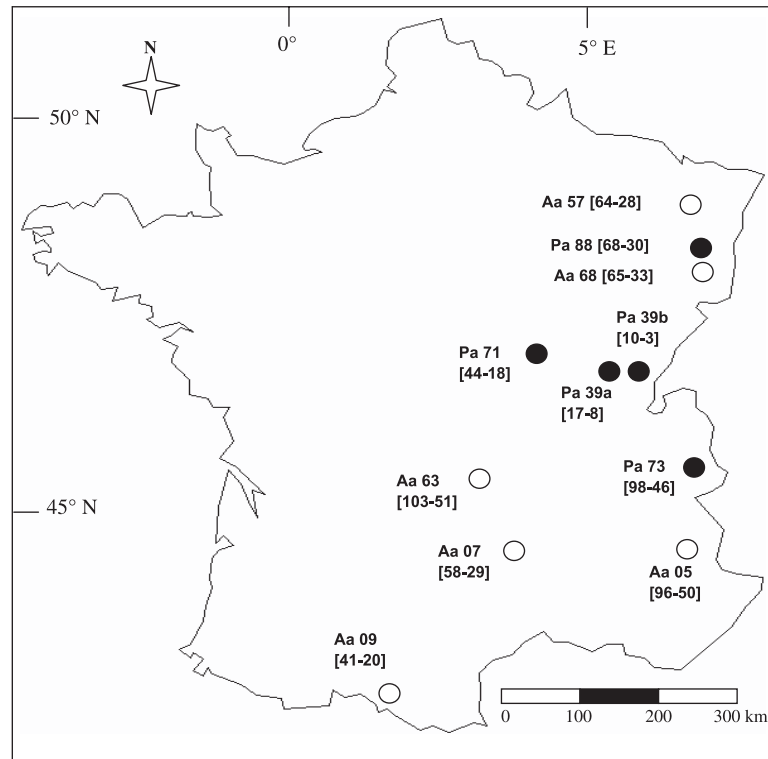 0°
5° E
N
50° N
Aa 57 [64-28]
Pa 88 [68-30]
Aa 68 [65-33]
Pa 39b
[10-3]
Pa 71
[44-18]
Pa 39a
[17-8]
Aa 63
[103-51]
Pa 73
[98-46]
45° N
Aa 07
[58-29]
Aa 05
[96-50]
Aa 09
[41-20]
0 100 200 300 km